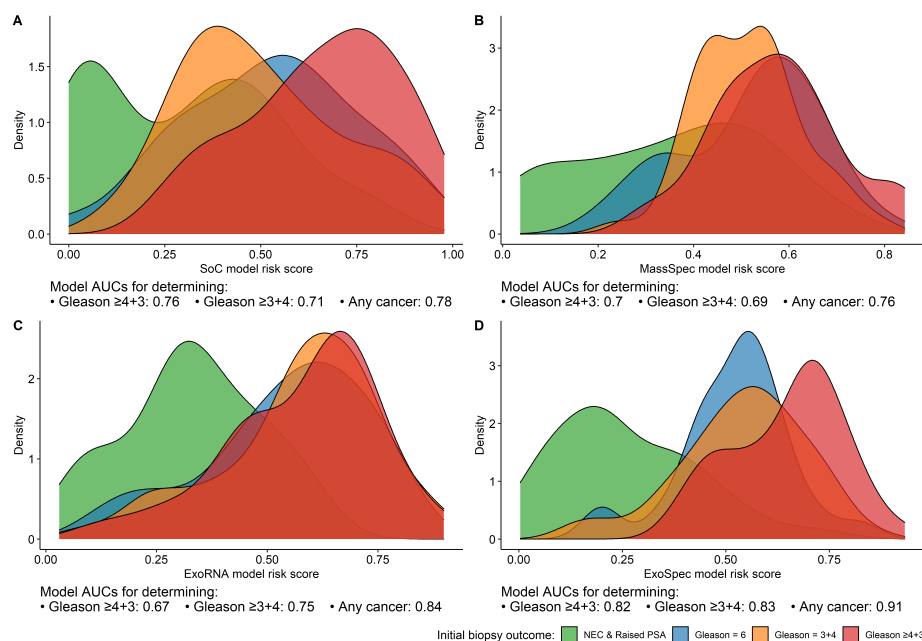 A
Density
1.5
1.0
0.5
0.0
0.00 0.25 0.50 0.75 1.00
SoC model risk score
Model AUCs for determining:
• Gleason ≥4+3: 0.76 • Gleason ≥3+4: 0.71 • Any cancer: 0.78
B
Density
3
2
1
0
0.0 0.2 0.4 0.6 0.8
MassSpec model risk score
Model AUCs for determining:
• Gleason ≥4+3: 0.7 • Gleason ≥3+4: 0.69 • Any cancer: 0.76
C
Density
2
1
0
0.00 0.25 0.50 0.75
ExoRNA model risk score
Model AUCs for determining:
• Gleason ≥4+3: 0.67 • Gleason ≥3+4: 0.75 • Any cancer: 0.84
D
Density
3
2
1
0
0.00 0.25 0.50 0.75
ExoSpec model risk score
Model AUCs for determining:
• Gleason ≥4+3: 0.82 • Gleason ≥3+4: 0.83 • Any cancer: 0.91
Initial biopsy outcome: NEC & Raised PSA Gleason = 6 Gleason = 3+4 Gleason ≥4+3